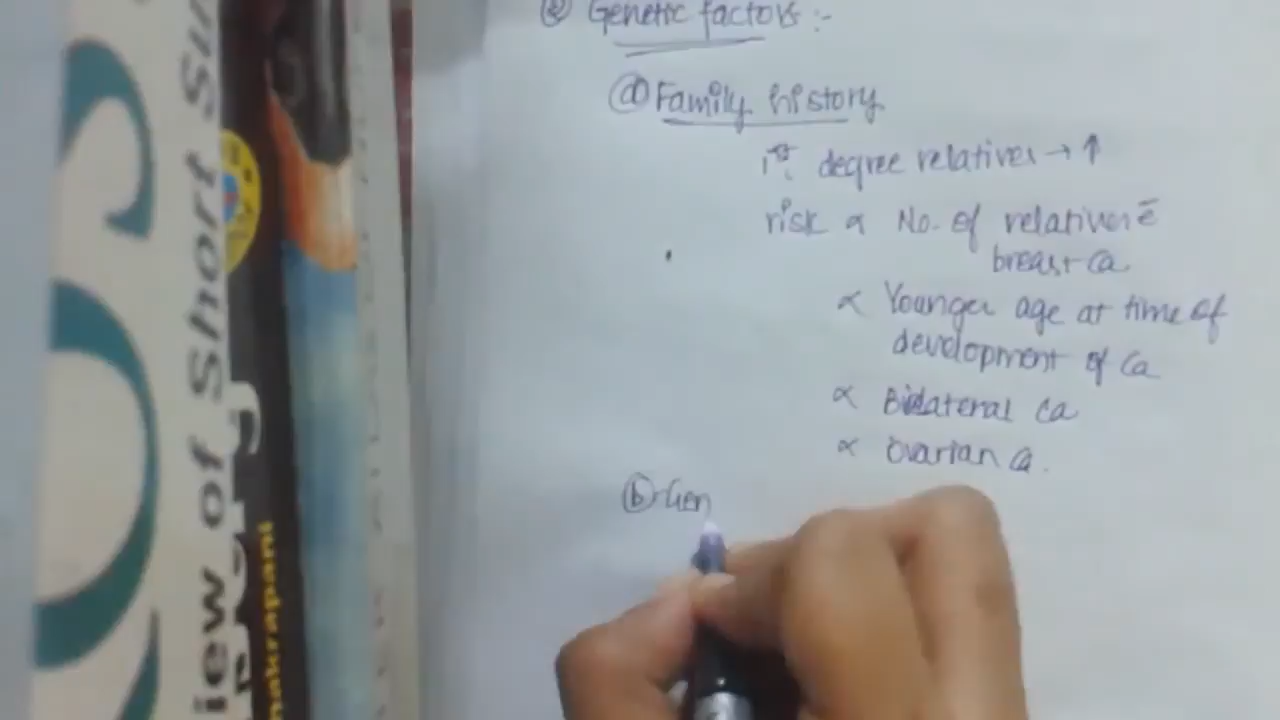 ② Genetic factors :-
ⓐ Family history
1st. degree relatives → ↑
risk ∝ No. of relatives c̄
breast Ca
∝ Younger age at time of
development of Ca
∝ Bilateral Ca
∝ Ovarian Ca.
ⓑ Gen
iew of Short
nakrapani